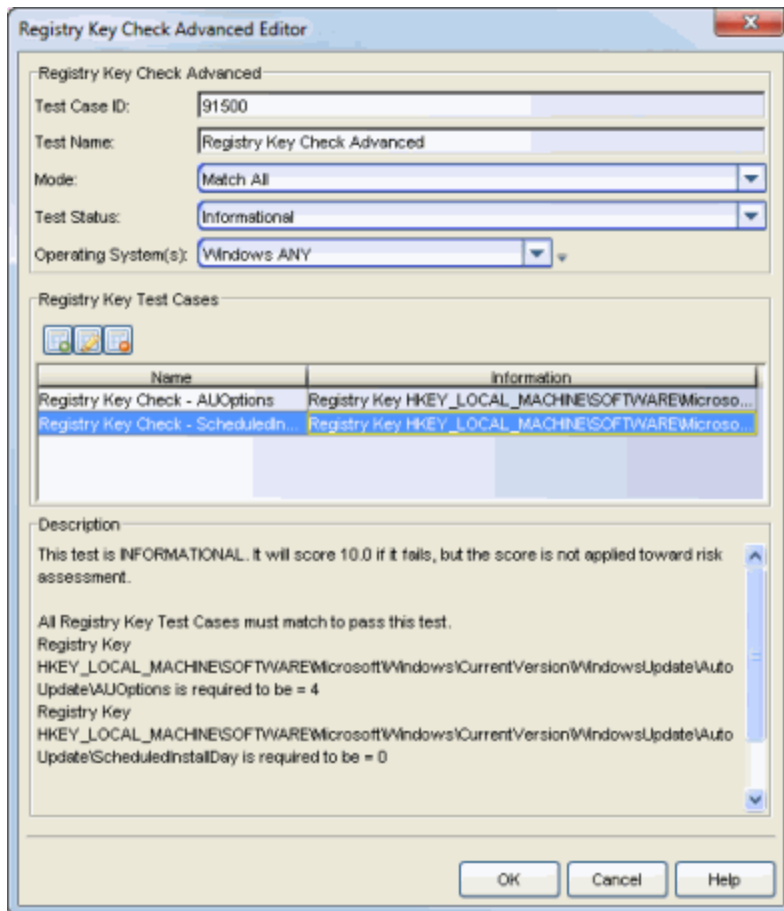 Registry Key Check Advanced Editor
Registry Key Check Advanced
Test Case ID: 91500
Test Name: Registry Key Check Advanced
Mode: Match All
Test Status: Informational
Operating System(s): Windows ANY
Registry Key Test Cases
Name Information
Registry Key Check - AUOptions Registry Key HKEY_LOCAL_MACHINE\SOFTWARE\Microso...
Registry Key Check - ScheduledIn... Registry Key HKEY_LOCAL_MACHINE\SOFTWARE\Microso...
Description
This test is INFORMATIONAL. It will score 10.0 if it fails, but the score is not applied toward risk
assessment.
All Registry Key Test Cases must match to pass this test.
Registry Key
HKEY_LOCAL_MACHINE\SOFTWARE\Microsoft\Windows\CurrentVersion\WindowsUpdate\Auto
Update\AUOptions is required to be = 4
Registry Key
HKEY_LOCAL_MACHINE\SOFTWARE\Microsoft\Windows\CurrentVersion\WindowsUpdate\Auto
Update\ScheduledInstallDay is required to be = 0
OK Cancel Help